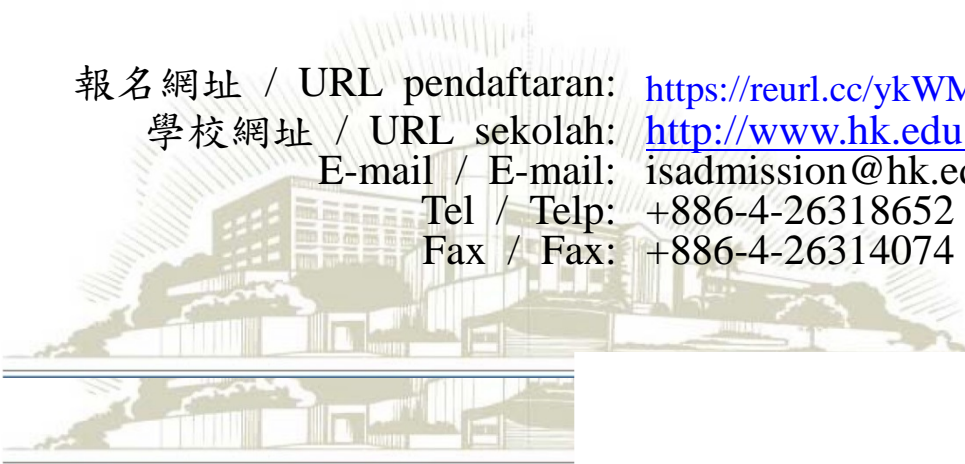 報名網址 / URL pendaftaran: https://reurl.cc/ykWM
學校網址 / URL sekolah: http://www.hk.edu
E-mail / E-mail: isadmission@hk.ed
Tel / Telp: +886-4-26318652
Fax / Fax: +886-4-26314074